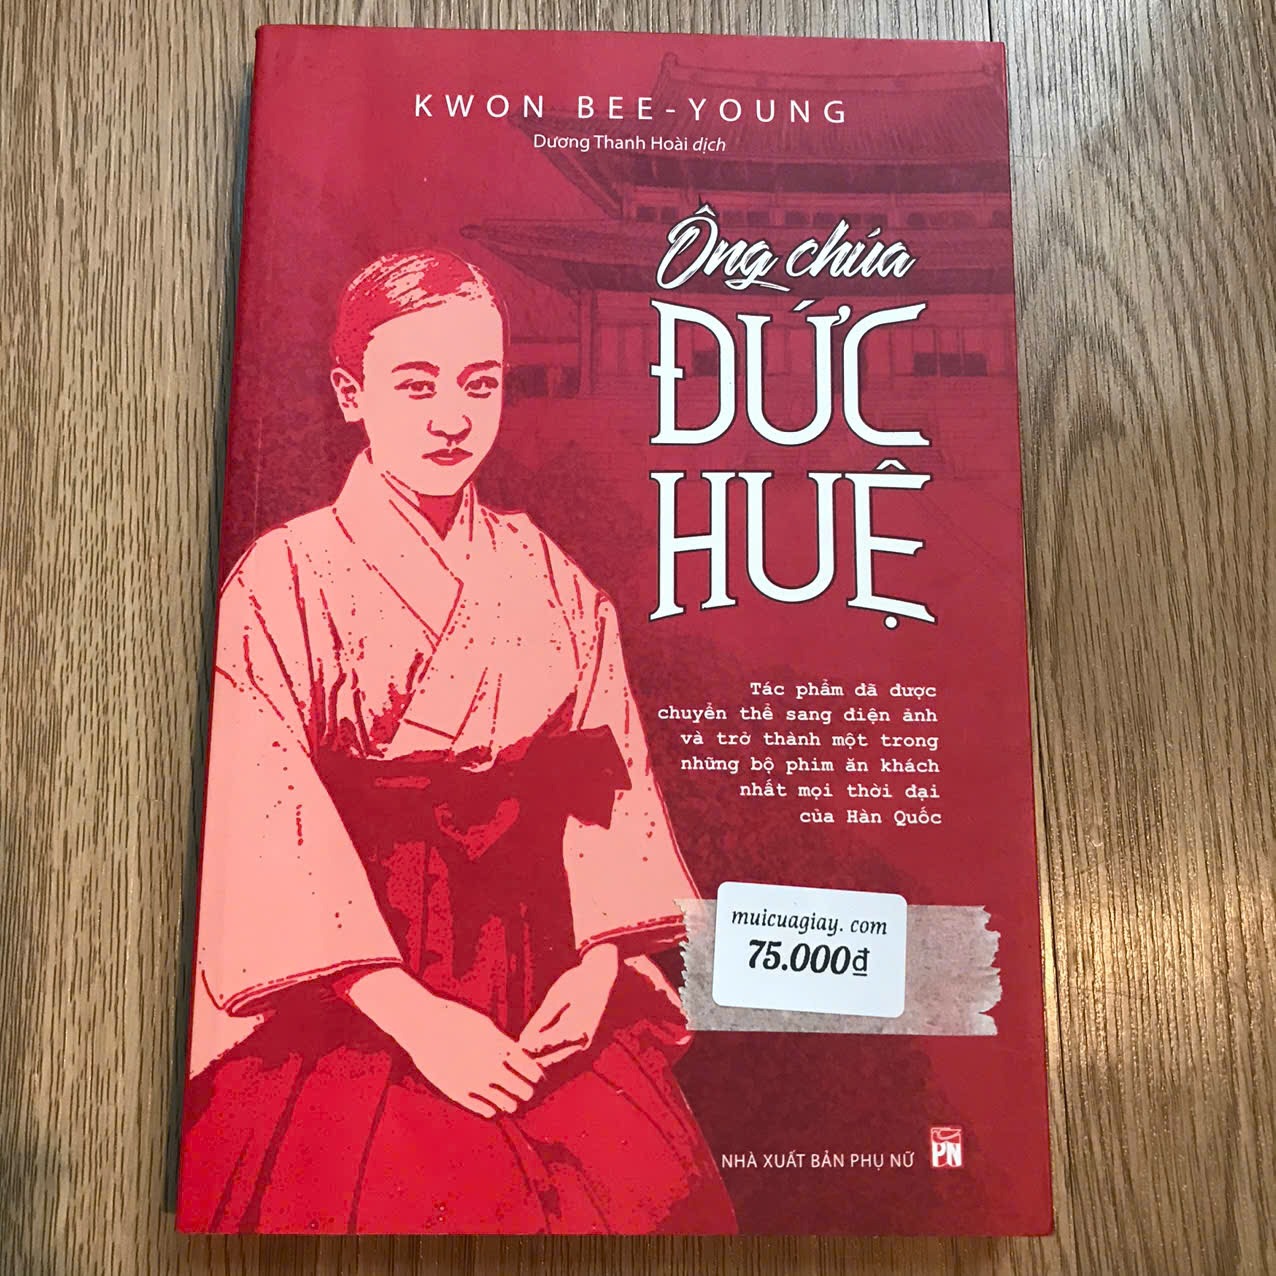 KWON BEE-YOUNG
Dương Thanh Hoài dịch
Ông chúa
ĐỨC
HUỆ
Tác phẩm đã được
chuyển thể sang điện ảnh
và trở thành một trong
những bộ phim ăn khách
nhất mọi thời đại
của Hàn Quốc
muicuagiay. com
75.000đ
NHÀ XUẤT BẢN PHỤ NỮ
PN